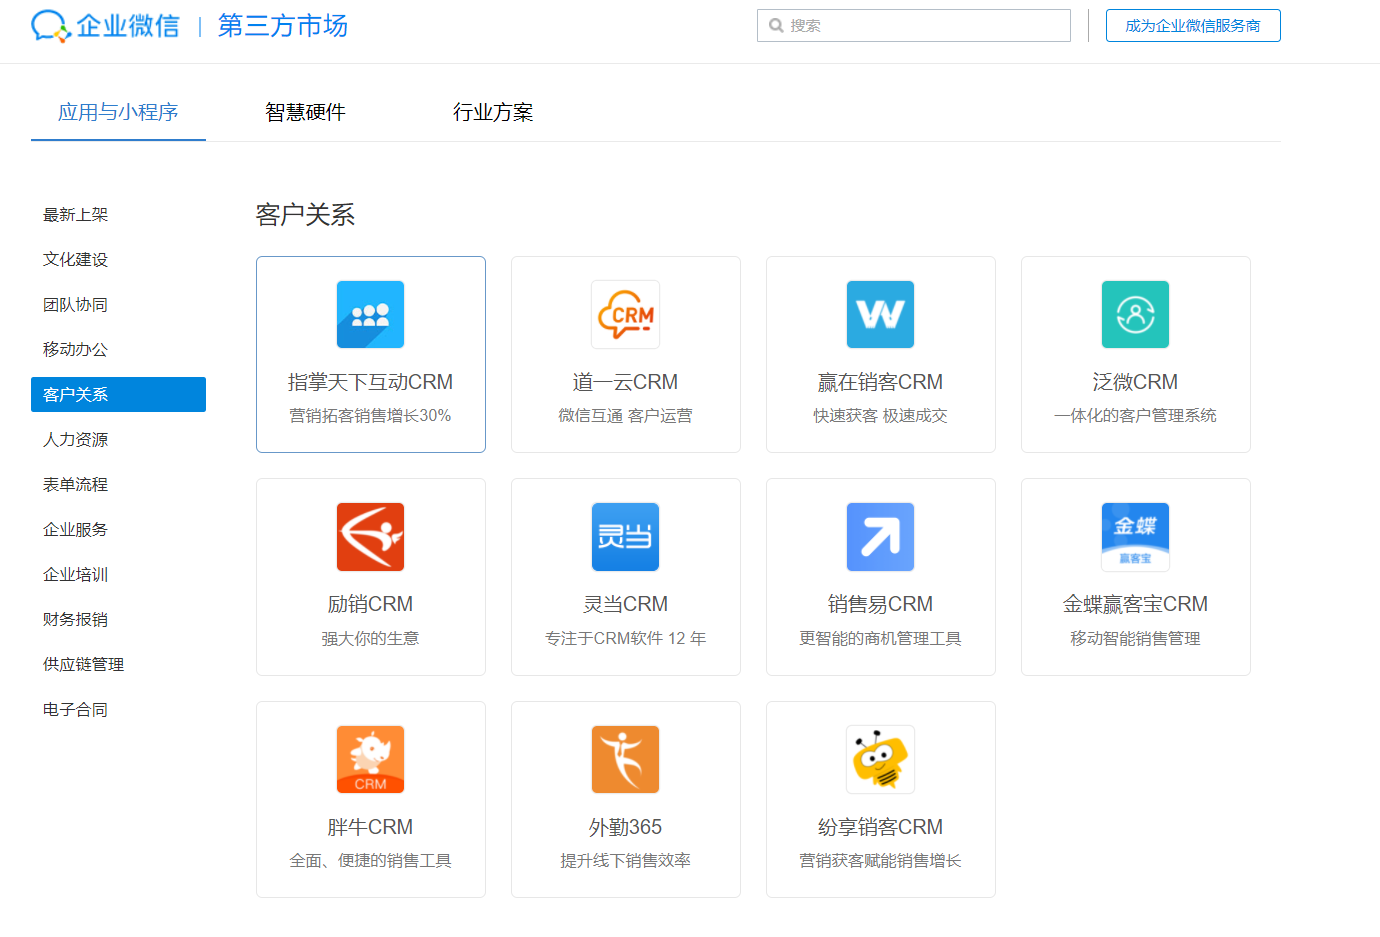 企业微信 | 第三方市场
搜索
成为企业微信服务商
应用与小程序
智慧硬件
行业方案
最新上架
文化建设
团队协同
移动办公
客户关系
人力资源
表单流程
企业服务
企业培训
财务报销
供应链管理
电子合同
客户关系
指掌天下互动CRM
营销拓客销售增长30%
CRM
道一云CRM
微信互通 客户运营
W
赢在销客CRM
快速获客 极速成交
泛微CRM
一体化的客户管理系统
励销CRM
强大你的生意
灵当
灵当CRM
专注于CRM软件 12 年
销售易CRM
更智能的商机管理工具
金蝶
赢客宝
金蝶赢客宝CRM
移动智能销售管理
CRM
胖牛CRM
全面、便捷的销售工具
外勤365
提升线下销售效率
纷享销客CRM
营销获客赋能销售增长